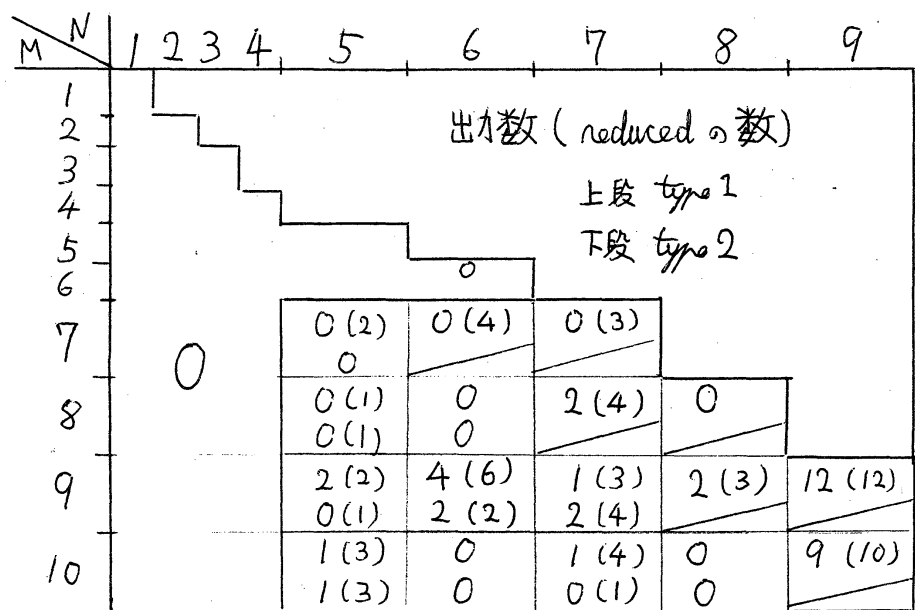 N
M 1 2 3 4 5 6 7 8 9
1
2 出力数 ( reduced の数)
3 上段 type 1
4
5 下段 type 2
0
6
7 0 (2) 0 (4) 0 (3)
0
0
8 0 (1) 0 2 (4) 0
0 (1) 0
9 2 (2) 4 (6) 1 (3) 2 (3) 12 (12)
0 (1) 2 (2) 2 (4)
10 1 (3) 0 1 (4) 0 9 (10)
1 (3) 0 0 (1) 0